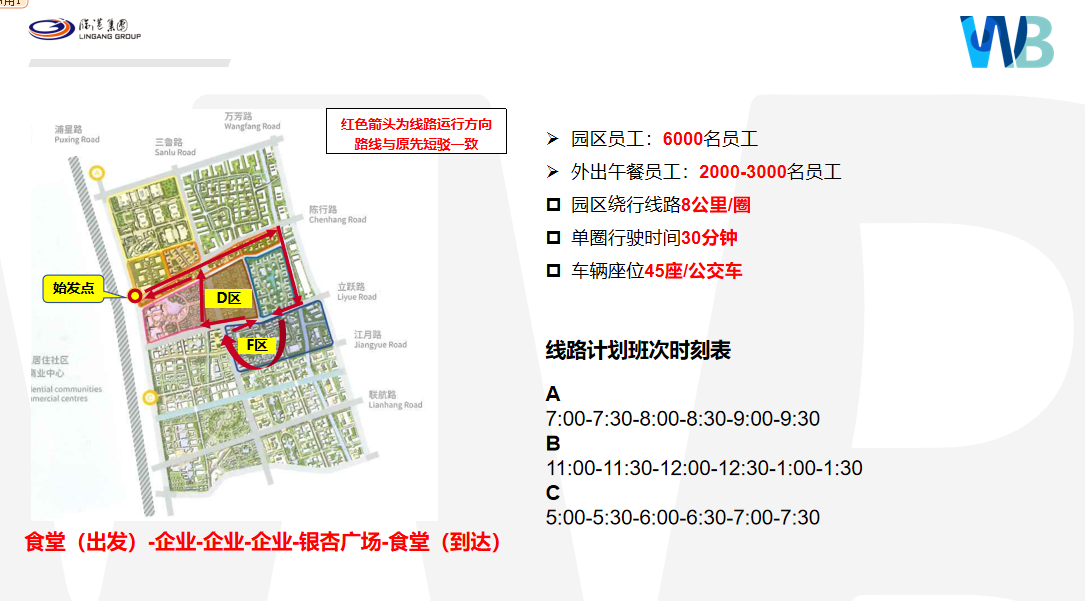 临港集团
LINGANG GROUP
WB
万芳路
Wangfang Road
浦星路
Puxing Road
三鲁路
Sanlu Road
红色箭头为线路运行方向
路线与原先短驳一致
陈行路
Chenhang Road
始发点
D区
立跃路
Liyue Road
F区
江月路
Jiangyue Road
居住社区
商业中心
dential communities
mercial centres
联航路
Lianhang Road
食堂（出发）-企业-企业-企业-银杏广场-食堂（到达）
园区员工：6000名员工
外出午餐员工：2000-3000名员工
园区绕行线路8公里/圈
单圈行驶时间30分钟
车辆座位45座/公交车
线路计划班次时刻表
A
7:00-7:30-8:00-8:30-9:00-9:30
B
11:00-11:30-12:00-12:30-1:00-1:30
C
5:00-5:30-6:00-6:30-7:00-7:30